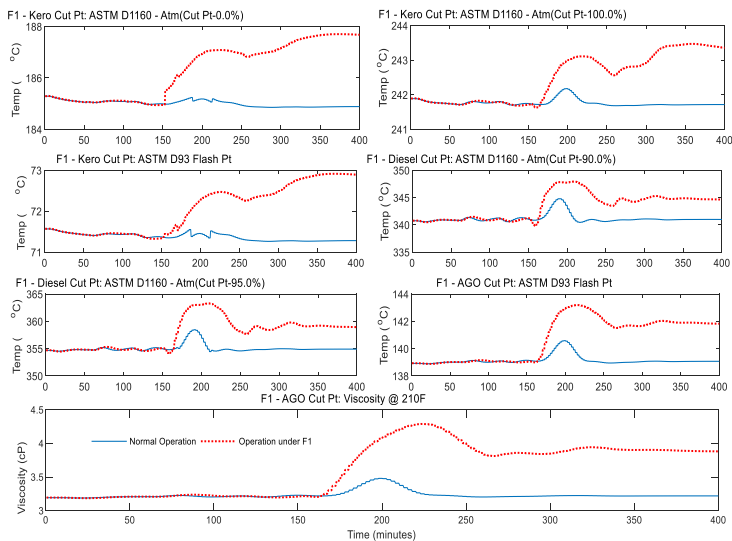 F1 - Kero Cut Pt: ASTM D1160 - Atm(Cut Pt-0.0%)
188
186
184
Temp ( °C)
0 50 100 150 200 250 300 350 400
F1 - Kero Cut Pt: ASTM D1160 - Atm(Cut Pt-100.0%)
244
243
242
241
Temp ( °C)
0 50 100 150 200 250 300 350 400
F1 - Kero Cut Pt: ASTM D93 Flash Pt
73
72
71
Temp ( °C)
0 50 100 150 200 250 300 350 400
F1 - Diesel Cut Pt: ASTM D1160 - Atm(Cut Pt-90.0%)
350
345
340
335
Temp ( °C)
0 50 100 150 200 250 300 350 400
F1 - Diesel Cut Pt: ASTM D1160 - Atm(Cut Pt-95.0%)
365
360
355
350
Temp ( °C)
0 50 100 150 200 250 300 350 400
F1 - AGO Cut Pt: ASTM D93 Flash Pt
144
142
140
138
Temp ( °C)
0 50 100 150 200 250 300 350 400
F1 - AGO Cut Pt: Viscosity @ 210F
4.5
4
3.5
3
Viscosity (cP)
Normal Operation Operation under F1
0 50 100 150 200 250 300 350 400
Time (minutes)